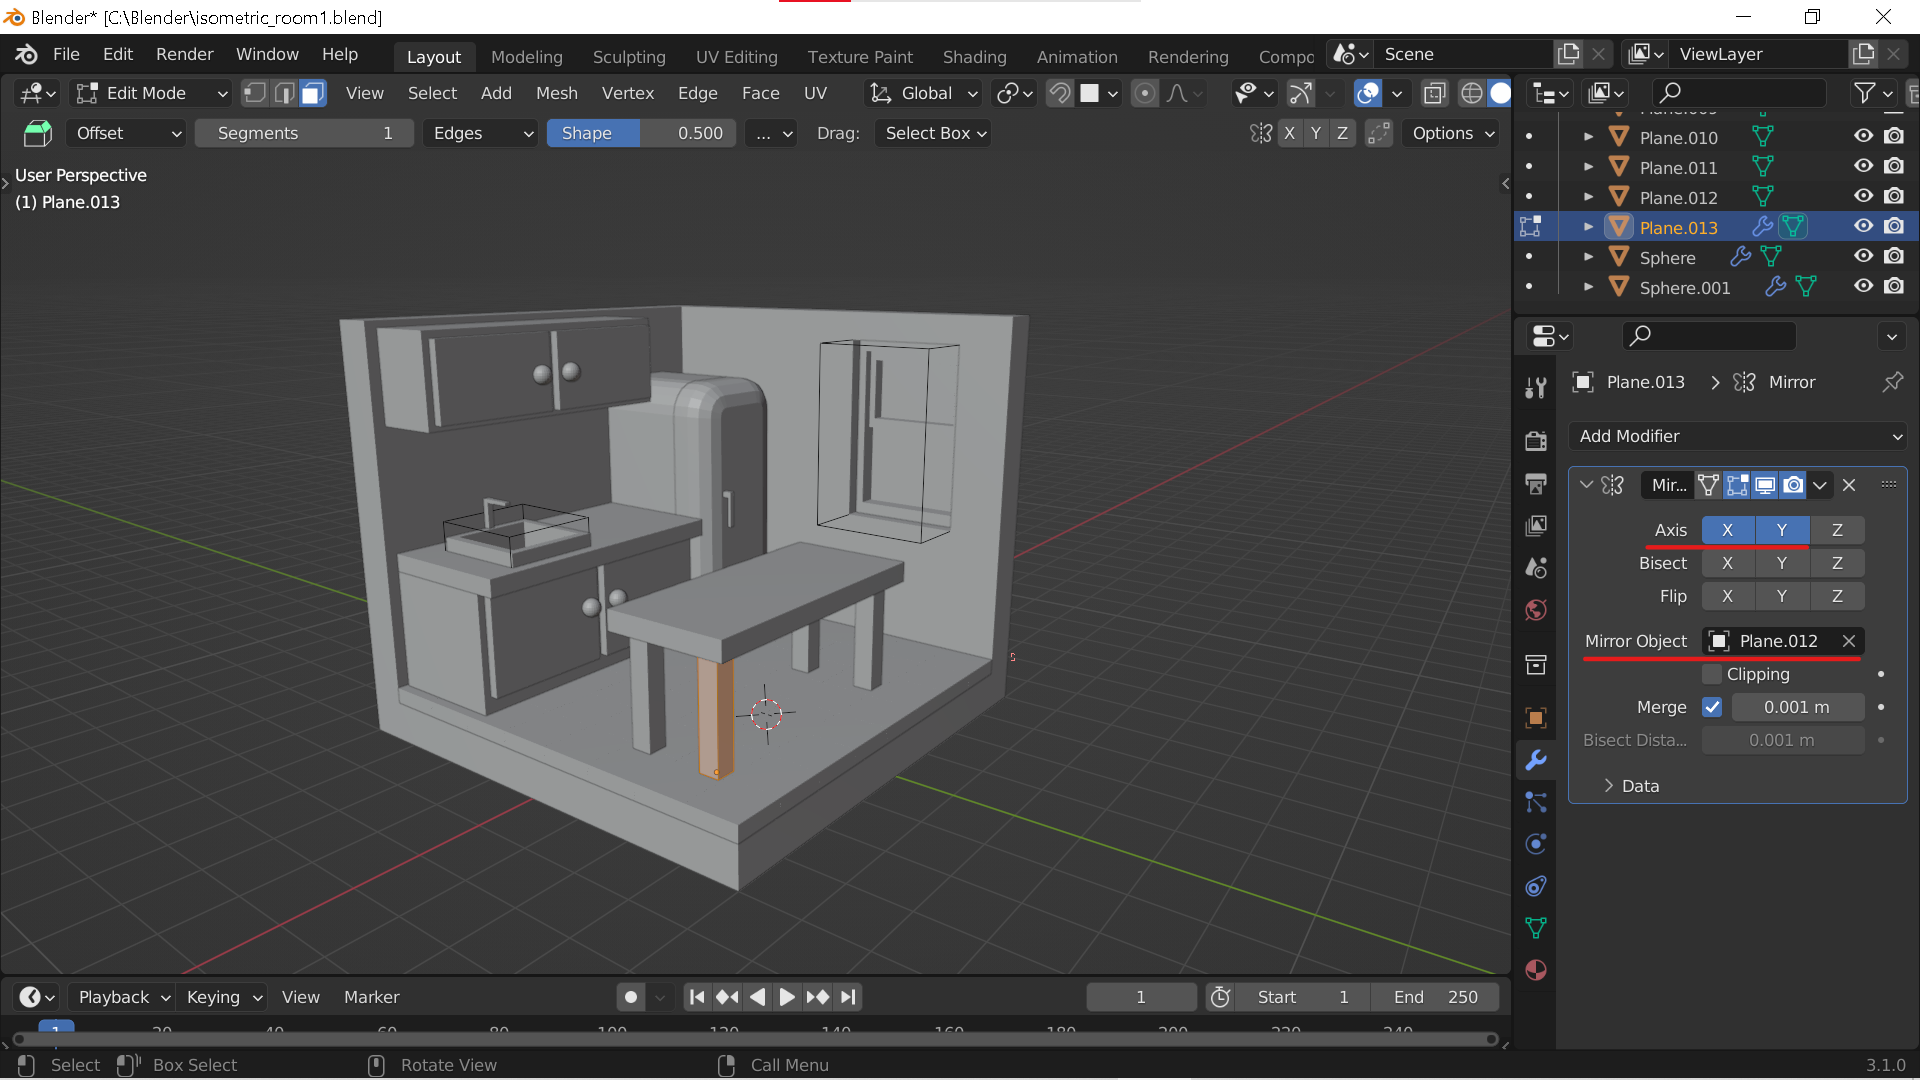 Blender* [C:\Blender\isometric_room1.blend]
File Edit Render Window Help Layout Modeling Sculpting UV Editing Texture Paint Shading Animation Rendering Compo Scene ViewLayer
Edit Mode View Select Add Mesh Vertex Edge Face UV Global
Offset Segments 1 Edges Shape 0.500 ... Drag: Select Box X Y Z Options
User Perspective
(1) Plane.013
Plane.010
Plane.011
Plane.012
Plane.013
Sphere
Sphere.001
Plane.013 > Mirror
Add Modifier
Mir...
Axis X Y Z
Bisect X Y Z
Flip X Y Z
Mirror Object Plane.012
Clipping
Merge 0.001 m
Bisect Dista... 0.001 m
Data
Playback Keying View Marker 1 Start 1 End 250
1 20 40 60 80 100 120 140 160 180 200 220 240
Select Box Select Rotate View Call Menu 3.1.0